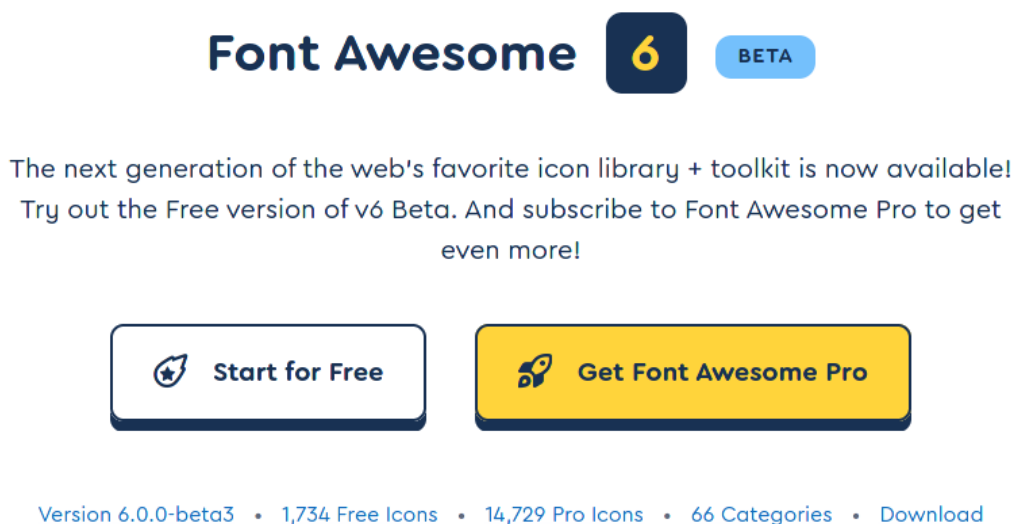 Font Awesome 6 BETA
The next generation of the web's favorite icon library + toolkit is now available!
Try out the Free version of v6 Beta. And subscribe to Font Awesome Pro to get
even more!
Start for Free Get Font Awesome Pro
Version 6.0.0-beta3 • 1,734 Free Icons • 14,729 Pro Icons • 66 Categories • Download